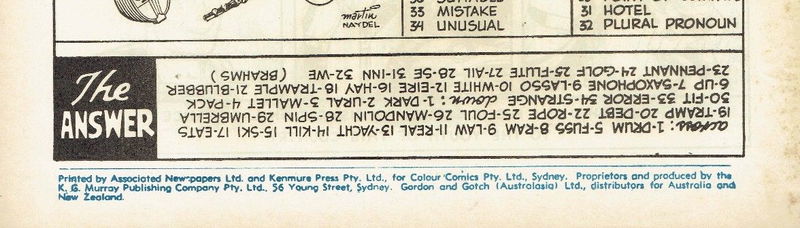 martin
NAYDEL
33 MISTAKE
34 UNUSUAL
31 HOTEL
32 PLURAL PRONOUN
The
ANSWER
across: 1-DRUM 5-FUSS 8-RAM 9-LAW 11-REAL 13-YACHT 14-KILL 15-SKI 17-EATS
19-TRAMP 20-DEBT 22-ROPE 25-FOUL 26-MANDOLIN 28-SPIN 29-UMBRELLA
30-FIT 33-ERROR 34-STRANGE down: 1-DARK 2-URAL 3-MALLET 4-PACK
6-UP 7-SAXOPHONE 9-LASSO 10-WHITE 12-EIRE 16-HAY 18-TRAMPLE 21-BLUBBER
23-PENNANT 24-GOLF 25-FLUTE 27-AIL 28-SE 31-INN 32-WE (BRAHMS)
Printed by Associated Newspapers Ltd. and Kenmure Press Pty. Ltd., for Colour Comics Pty. Ltd., Sydney. Proprietors and produced by the
K. G. Murray Publishing Company Pty. Ltd., 56 Young Street, Sydney. Gordon and Gotch (Australasia) Ltd., distributors for Australia and
New Zealand.